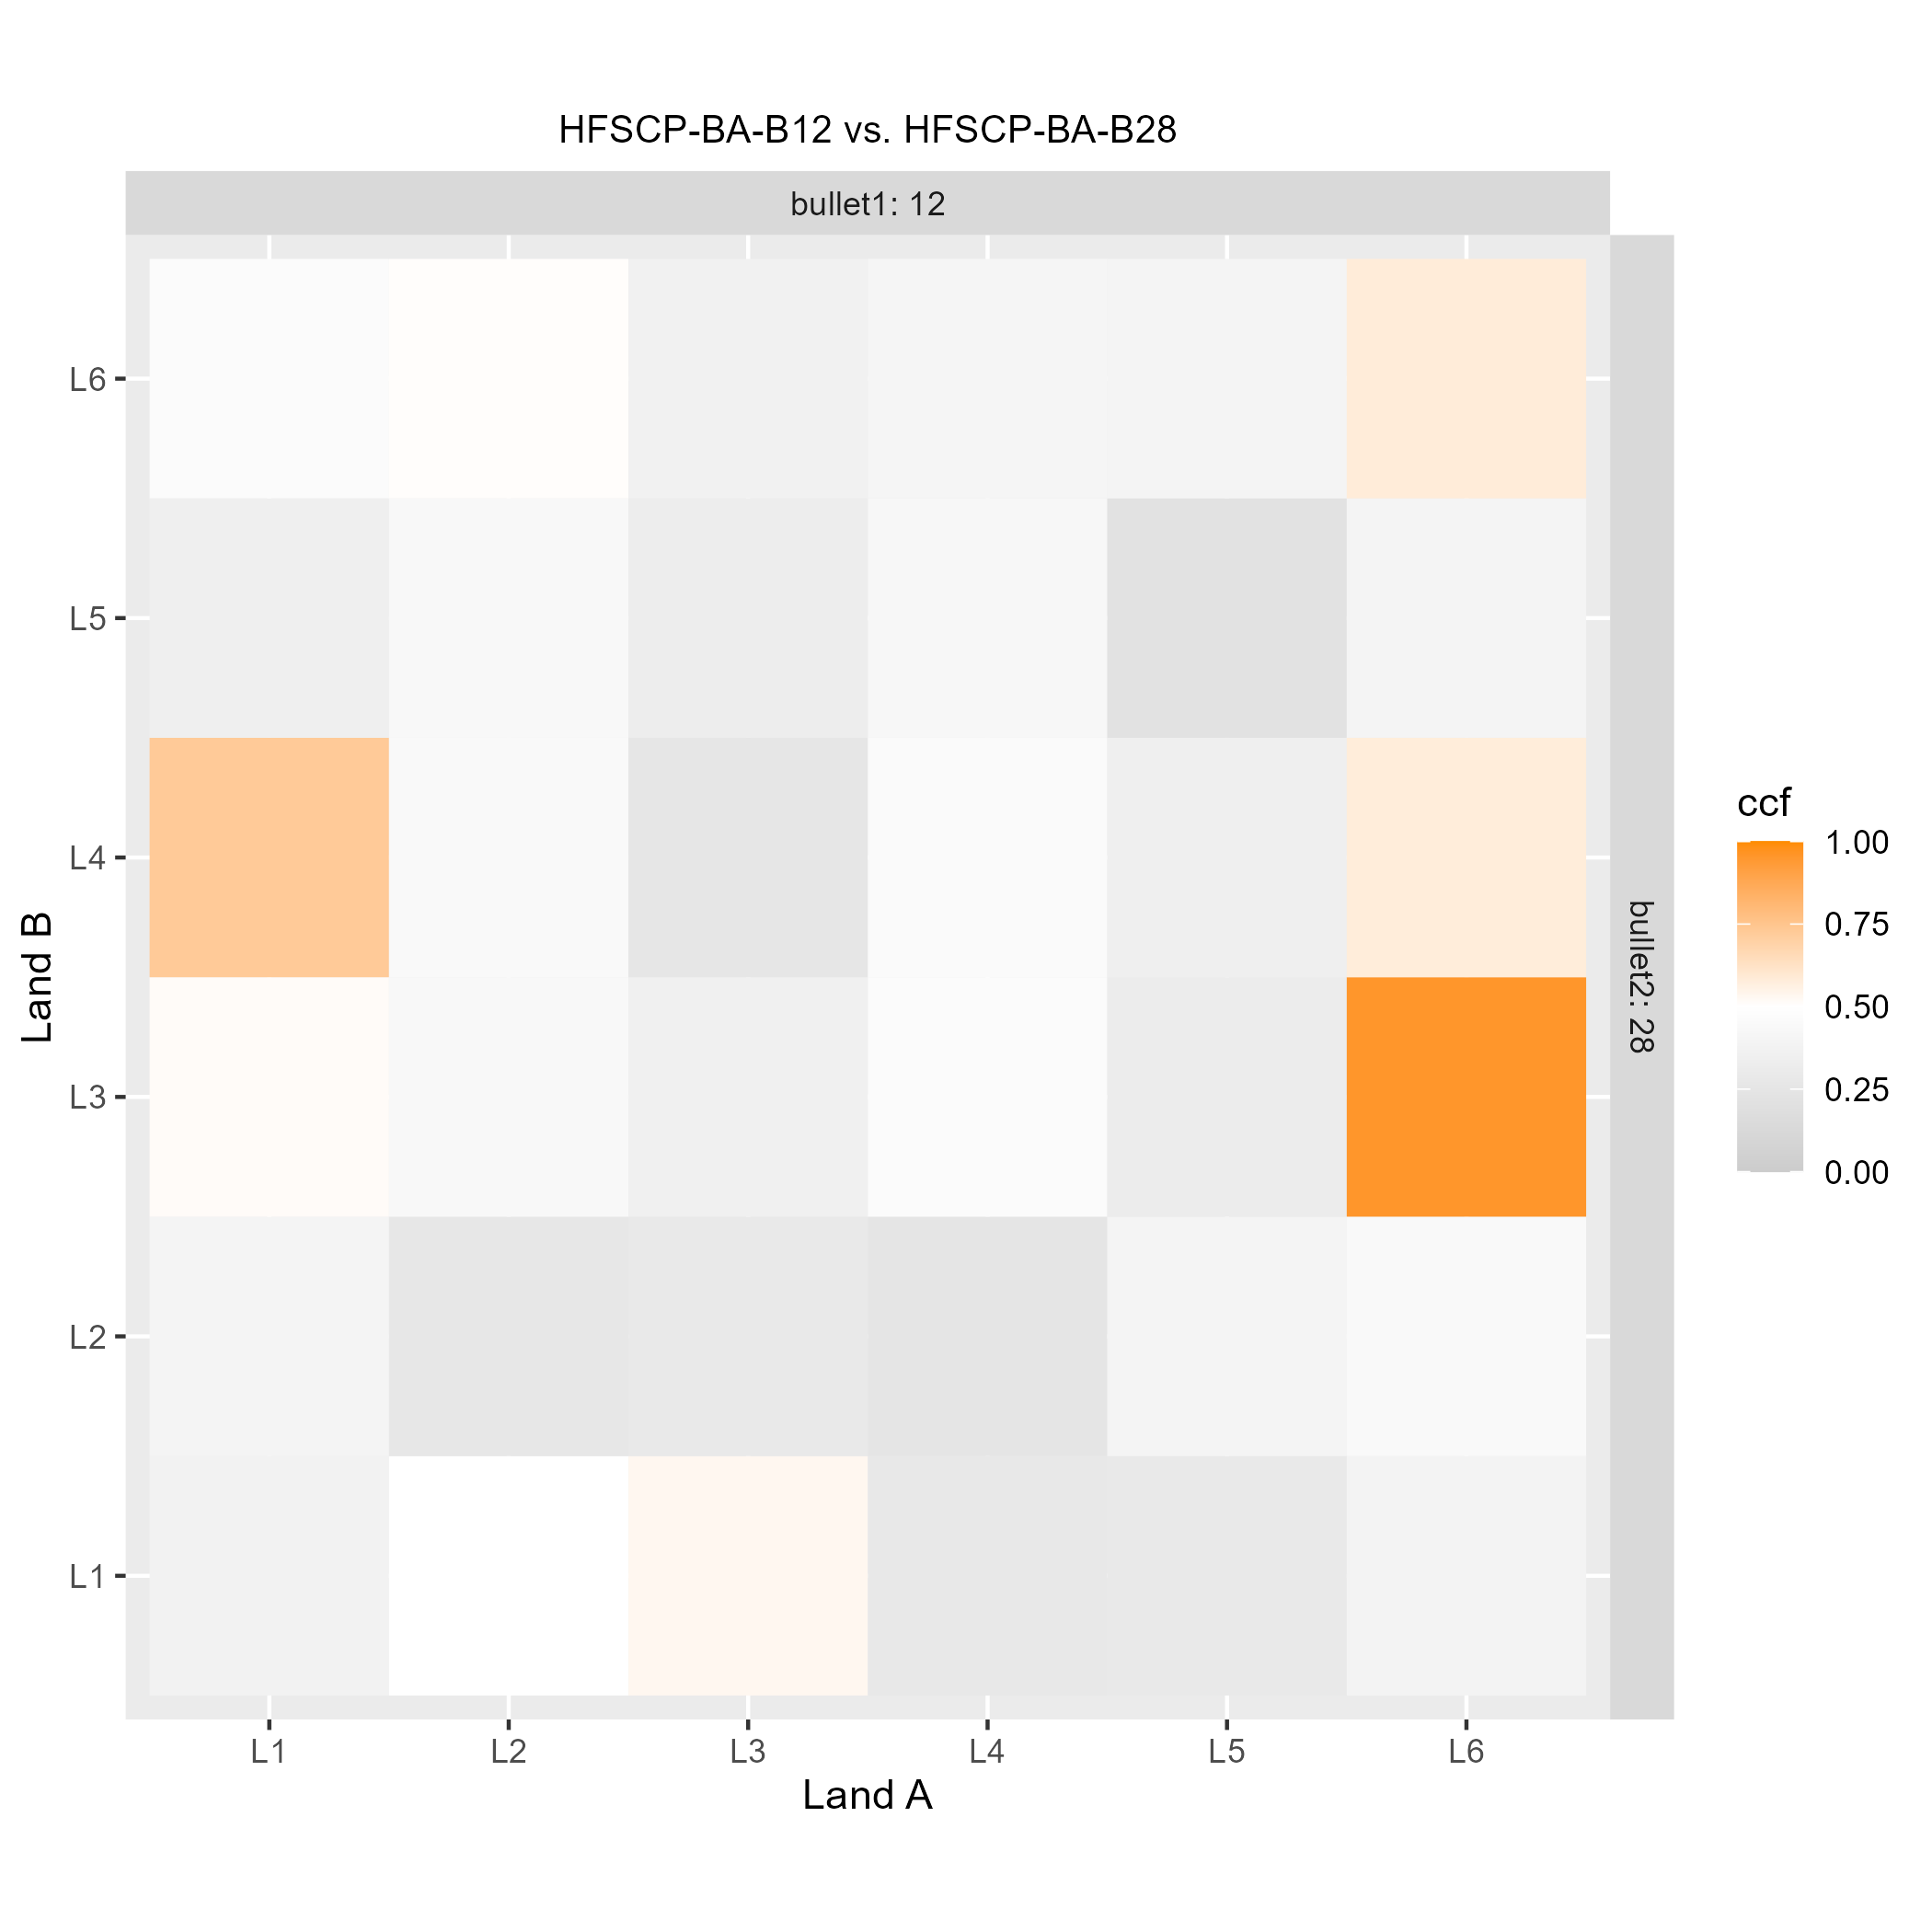 HFSCP-BA-B12 vs. HFSCP-BA-B28
bullet1: 12
L6
L5
L4
L3
L2
L1
Land B
bullet2: 28
L1 L2 L3 L4 L5 L6
Land A
ccf
1.00
0.75
0.50
0.25
0.00